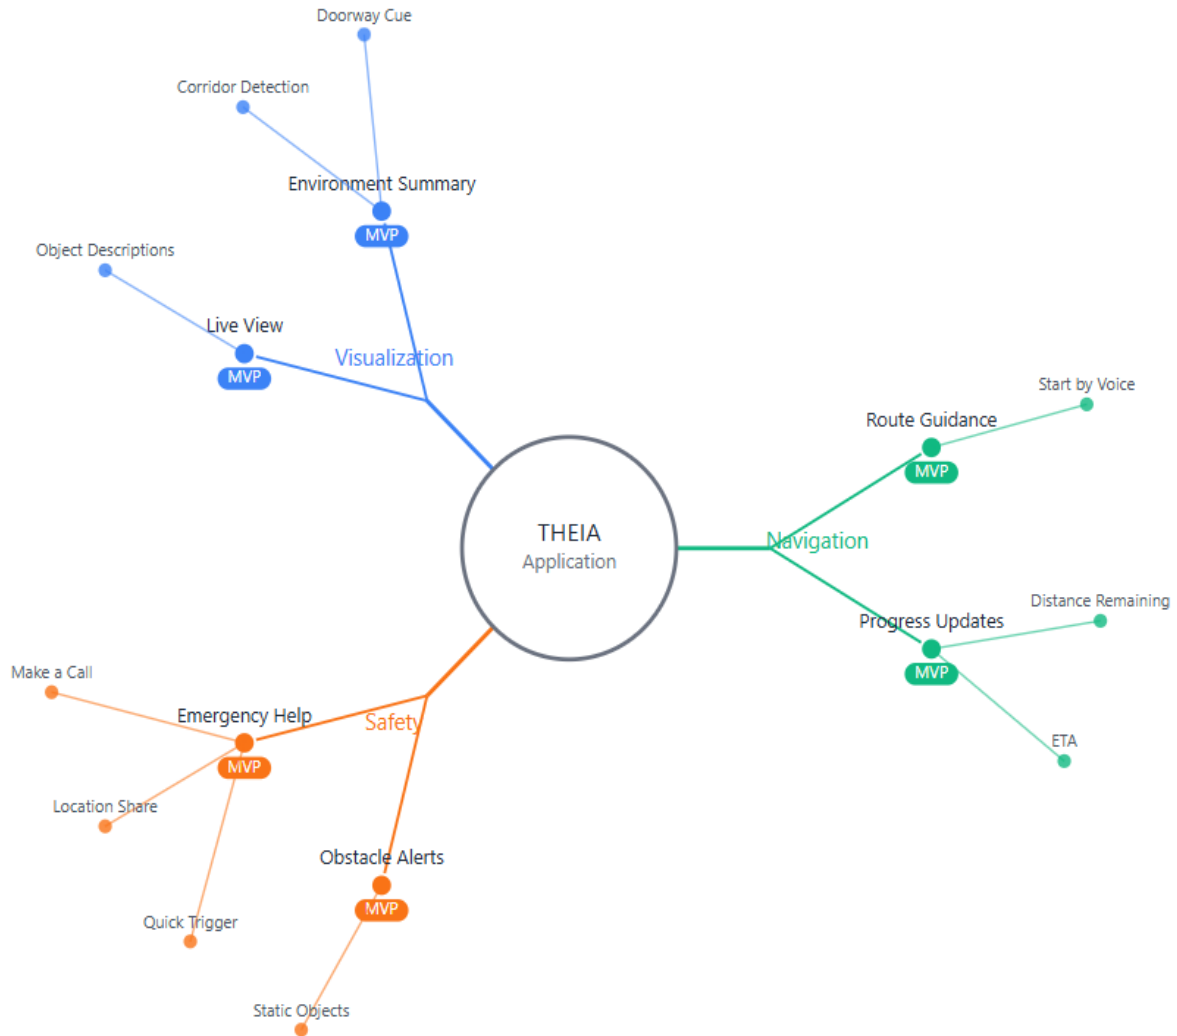 Doorway Cue
Corridor Detection
Environment Summary
MVP
Object Descriptions
Live View
MVP
Visualization
Start by Voice
Route Guidance
MVP
THEIA
Application
Navigation
Distance Remaining
Progress Updates
MVP
ETA
Make a Call
Emergency Help
MVP
Safety
Location Share
Obstacle Alerts
MVP
Quick Trigger
Static Objects